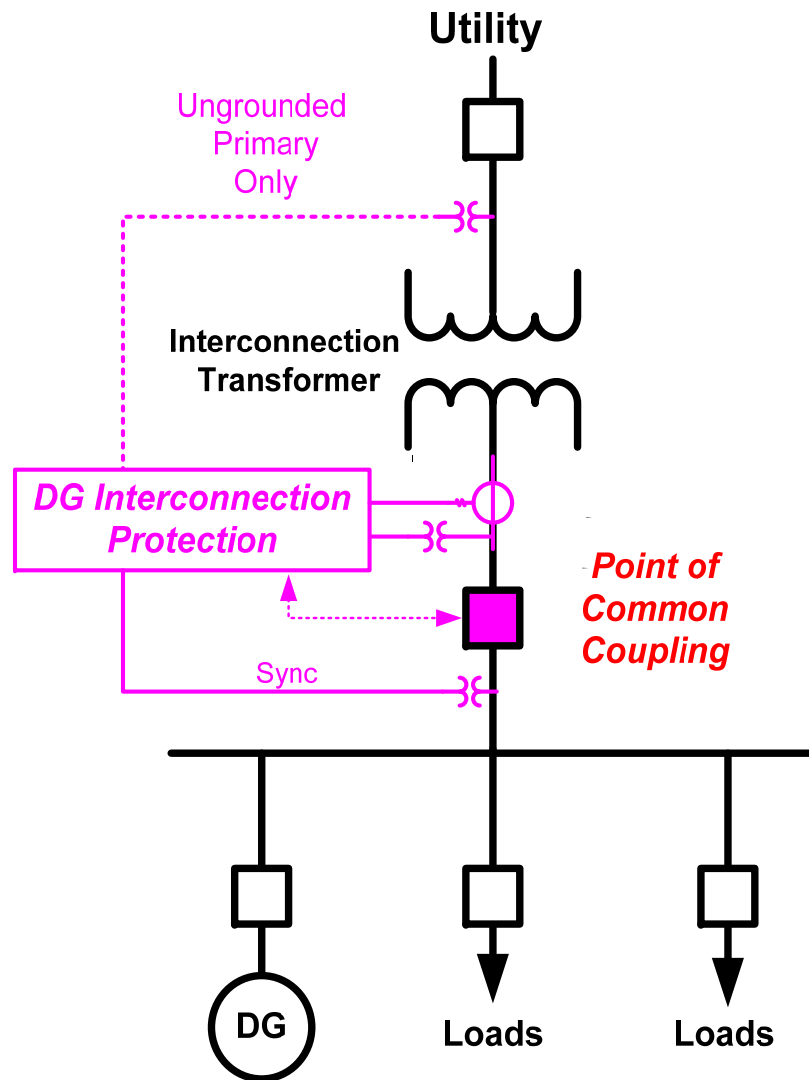 Utility
Ungrounded
Primary
Only
Interconnection
Transformer
DG Interconnection
Protection
Point of
Common
Coupling
Sync
DG
Loads
Loads